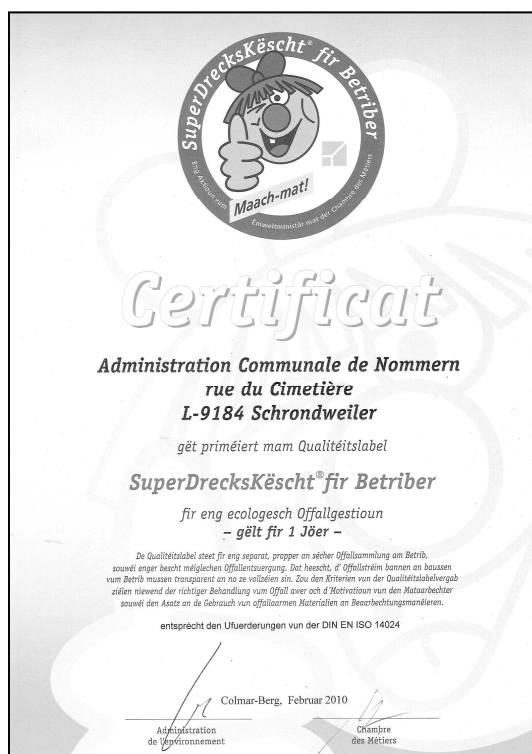 SuperDrecksKëscht® fir Betriber
Maach-mat!
Eng Aktioun vum
Emweltministär mat der Chambre des Métiers
Certificat
Administration Communale de Nommern
rue du Cimetière
L-9184 Schrondweiler
gët priméiert mam Qualitéitslabel
SuperDrecksKëscht® fir Betriber
fir eng ecologesch Offallgestioun
– gëlt fir 1 Jöer –
De Qualitéitslabel steet fir eng separat, propper an sécher Offallsammlung am Betrib,
souwéi enger bescht méiglechen Offallentsuergung. Dat heescht, d' Offallstréim bannen an baussen
vum Betrib mussen transparent an no ze vollzéien sin. Zou den Kriterien vun der Qualitéitslabelvergab
zielen niewend der richtiger Behandlung vum Offall awer och d'Motivatioun vun den Mataarbechter
souwéi den Asatz an de Gebrauch vun offallaarmen Materialien an Beaarbechtungsmanéieren.
entsprécht den Ufuerderungen vun der DIN EN ISO 14024
Colmar-Berg, Februar 2010
Administration
de l'environnement
Chambre
des Métiers